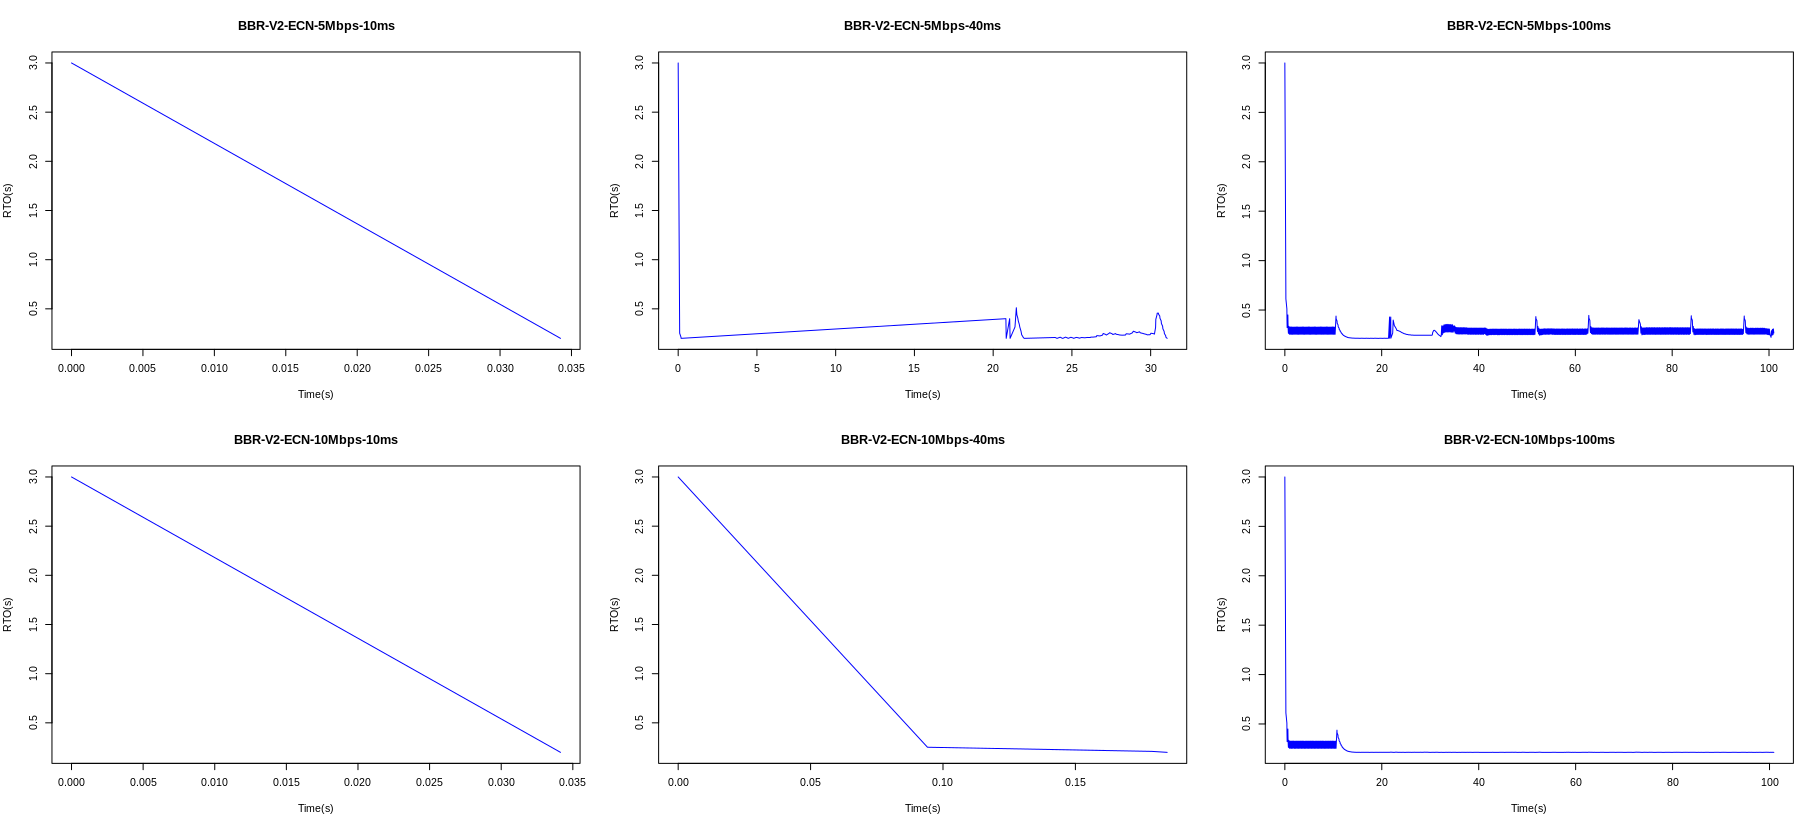 BBR-V2-ECN-5Mbps-10ms
RTO(s)
3.0
2.5
2.0
1.5
1.0
0.5
0.000 0.005 0.010 0.015 0.020 0.025 0.030 0.035
Time(s)
BBR-V2-ECN-5Mbps-40ms
RTO(s)
3.0
2.5
2.0
1.5
1.0
0.5
0 5 10 15 20 25 30
Time(s)
BBR-V2-ECN-5Mbps-100ms
RTO(s)
3.0
2.5
2.0
1.5
1.0
0.5
0 20 40 60 80 100
Time(s)
BBR-V2-ECN-10Mbps-10ms
RTO(s)
3.0
2.5
2.0
1.5
1.0
0.5
0.000 0.005 0.010 0.015 0.020 0.025 0.030 0.035
Time(s)
BBR-V2-ECN-10Mbps-40ms
RTO(s)
3.0
2.5
2.0
1.5
1.0
0.5
0.00 0.05 0.10 0.15
Time(s)
BBR-V2-ECN-10Mbps-100ms
RTO(s)
3.0
2.5
2.0
1.5
1.0
0.5
0 20 40 60 80 100
Time(s)